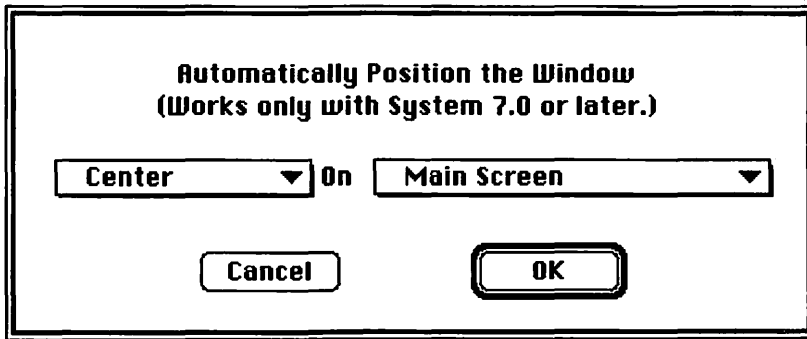 Automatically Position the Window
(Works only with System 7.0 or later.)
Center On Main Screen
Cancel OK